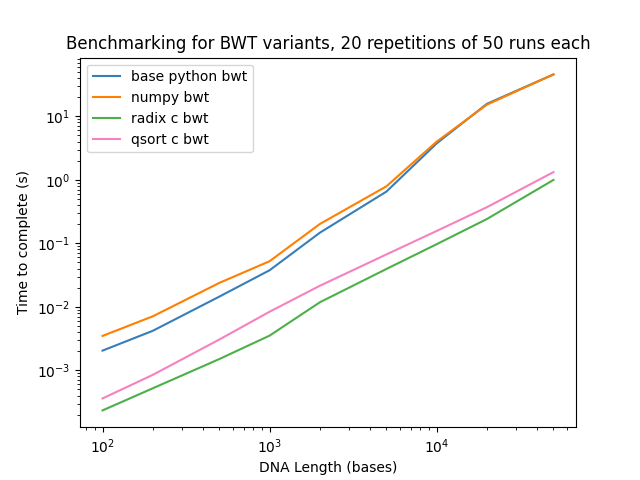 Benchmarking for BWT variants, 20 repetitions of 50 runs each
base python bwt
numpy bwt
radix c bwt
qsort c bwt
Time to complete (s)
10¹
10⁰
10⁻¹
10⁻²
10⁻³
10² 10³ 10⁴
DNA Length (bases)